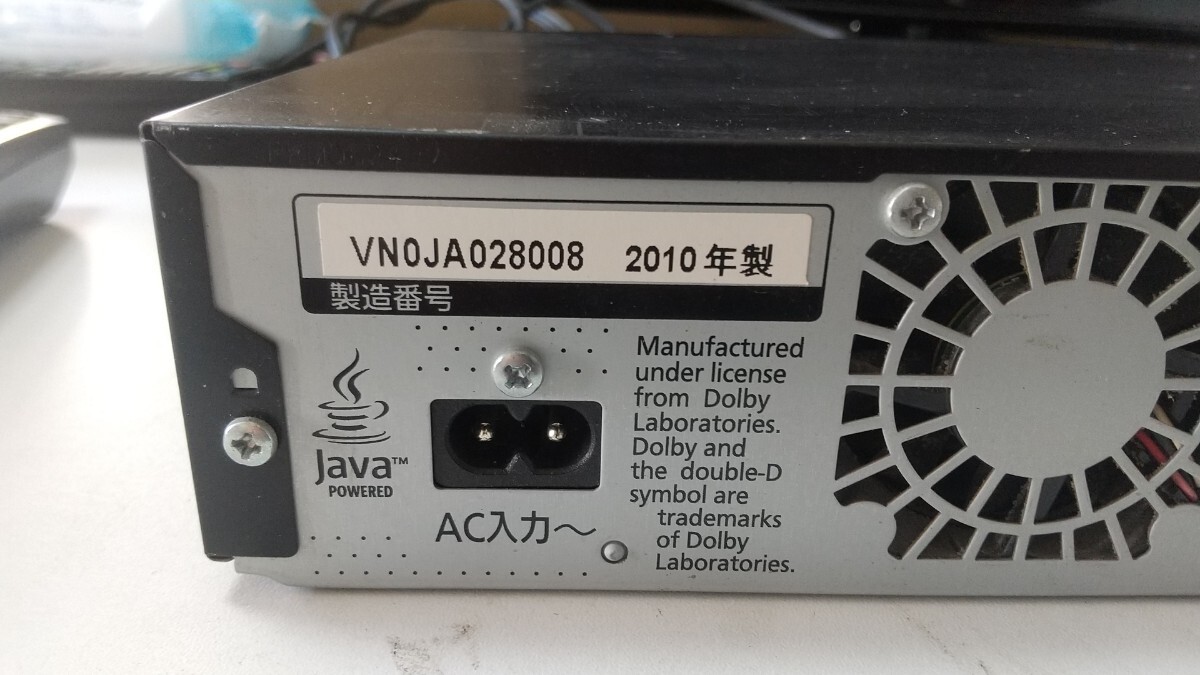 VN0JA028008 2010年製
製造番号
Java™
POWERED
AC入力～
Manufactured
under license
from Dolby
Laboratories.
Dolby and
the double-D
symbol are
trademarks
of Dolby
Laboratories.